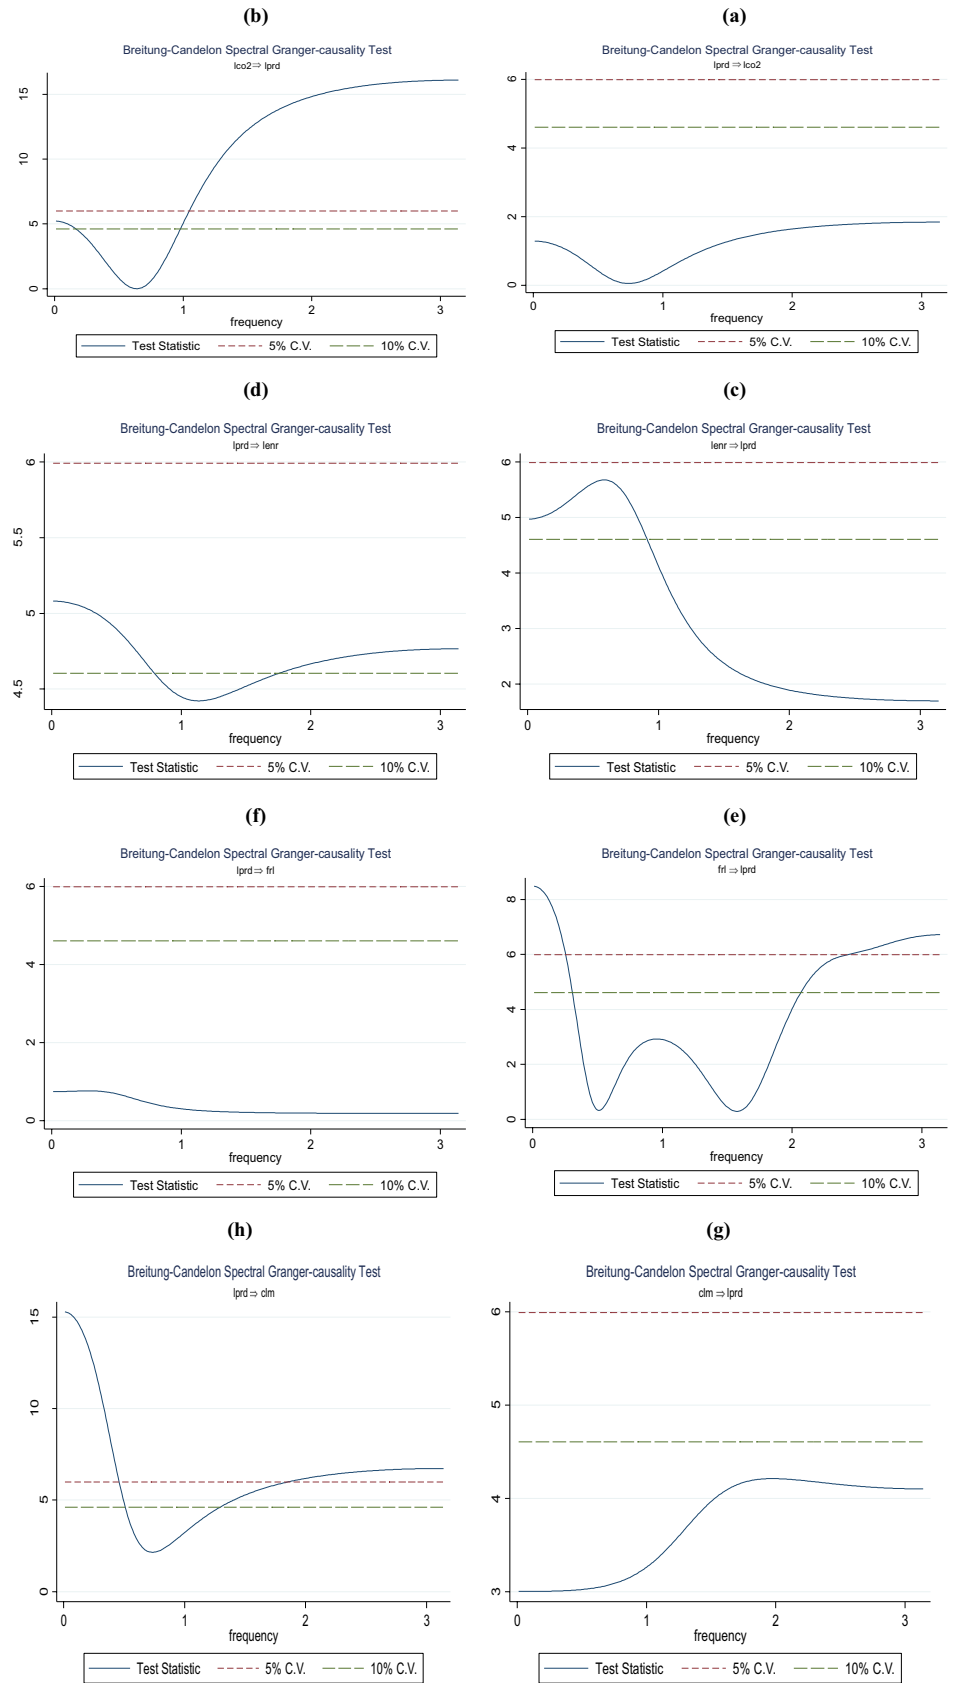 (b)
Breitung-Candelon Spectral Granger-causality Test
lco2⇒ lprd
15
10
5
0
0 1 2 3
frequency
Test Statistic 5% C.V. 10% C.V.
(a)
Breitung-Candelon Spectral Granger-causality Test
lprd⇒ lco2
6
4
2
0
0 1 2 3
frequency
Test Statistic 5% C.V. 10% C.V.
(d)
Breitung-Candelon Spectral Granger-causality Test
lprd⇒ lenr
6
5.5
5
4.5
0 1 2 3
frequency
Test Statistic 5% C.V. 10% C.V.
(c)
Breitung-Candelon Spectral Granger-causality Test
lenr⇒ lprd
6
5
4
3
2
0 1 2 3
frequency
Test Statistic 5% C.V. 10% C.V.
(f)
Breitung-Candelon Spectral Granger-causality Test
lprd⇒ frl
6
4
2
0
0 1 2 3
frequency
Test Statistic 5% C.V. 10% C.V.
(e)
Breitung-Candelon Spectral Granger-causality Test
frl ⇒ lprd
8
6
4
2
0
0 1 2 3
frequency
Test Statistic 5% C.V. 10% C.V.
(h)
Breitung-Candelon Spectral Granger-causality Test
lprd⇒ clm
15
10
5
0
0 1 2 3
frequency
Test Statistic 5% C.V. 10% C.V.
(g)
Breitung-Candelon Spectral Granger-causality Test
clm ⇒ lprd
6
5
4
3
0 1 2 3
frequency
Test Statistic 5% C.V. 10% C.V.